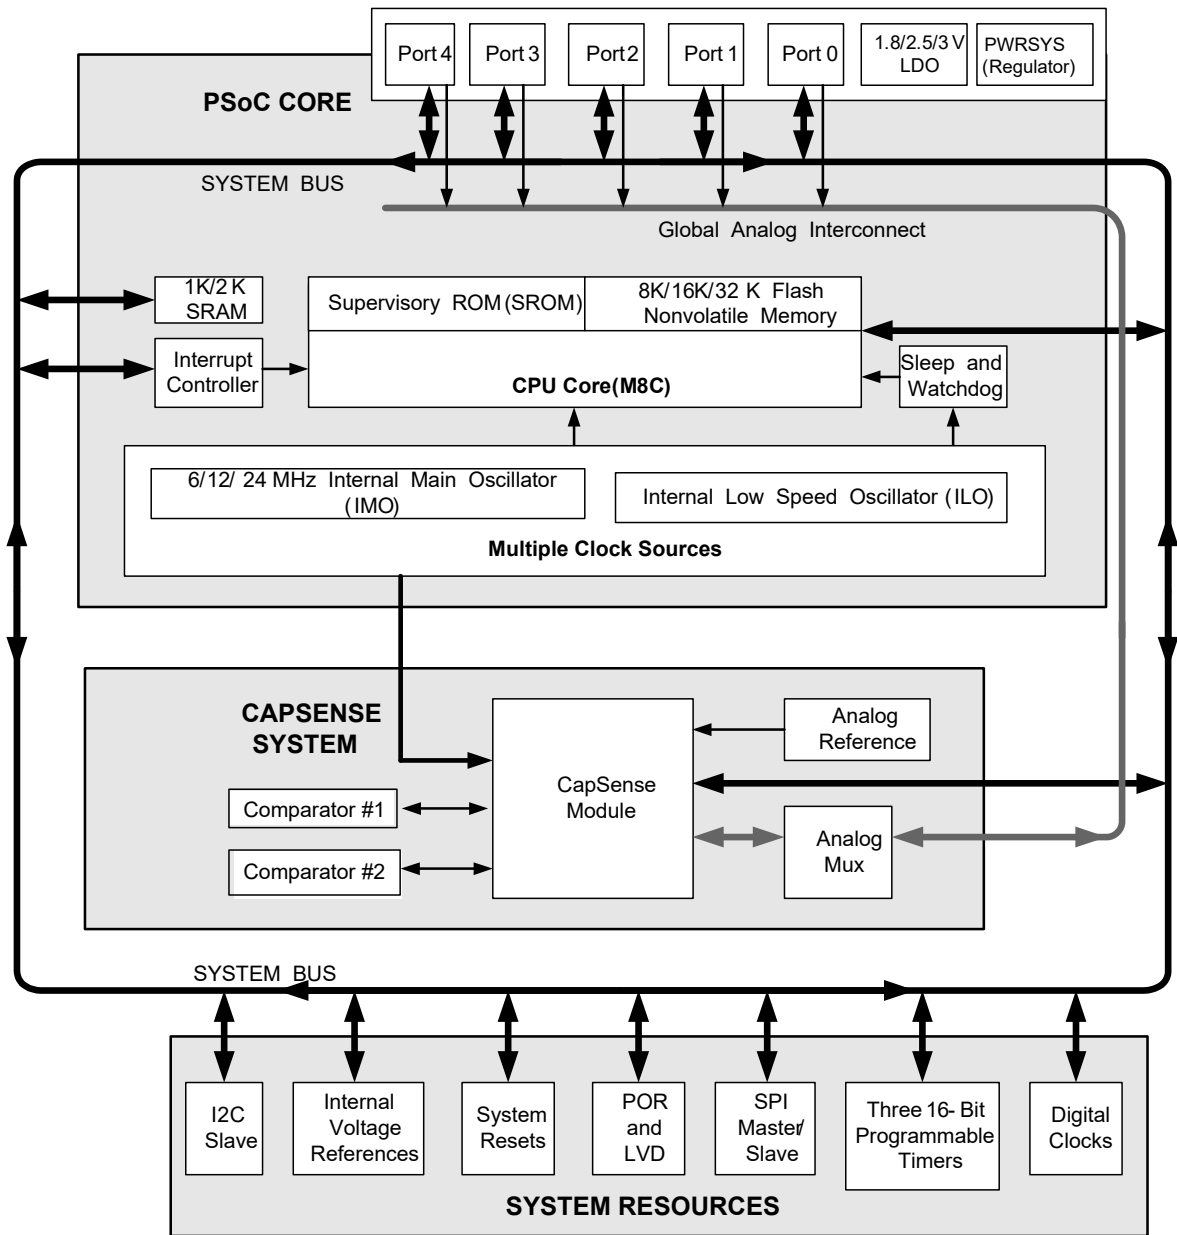 Port 4
Port 3
Port 2
Port 1
Port 0
1.8/2.5/3 V
LDO
PWRSYS
(Regulator)
PSoC CORE
SYSTEM BUS
Global Analog Interconnect
1K/2 K
SRAM
Supervisory ROM (SROM)
8K/16K/32 K Flash
Nonvolatile Memory
Interrupt
Controller
CPU Core(M8C)
Sleep and
Watchdog
6/12/ 24 MHz Internal Main Oscillator
(IMO)
Internal Low Speed Oscillator (ILO)
Multiple Clock Sources
CAPSENSE
SYSTEM
CapSense
Module
Analog
Reference
Comparator #1
Comparator #2
Analog
Mux
SYSTEM BUS
I2C
Slave
Internal
Voltage
References
System
Resets
POR
and
LVD
SPI
Master/
Slave
Three 16- Bit
Programmable
Timers
Digital
Clocks
SYSTEM RESOURCES